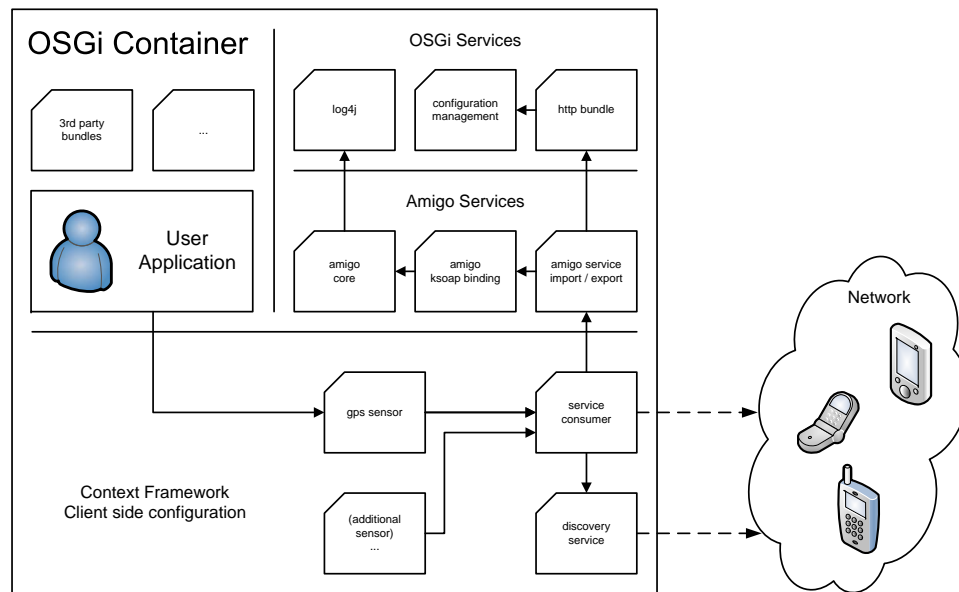 OSGi Container
OSGi Services
3rd party
bundles
...
log4j
configuration
management
http bundle
Amigo Services
User
Application
amigo
core
amigo
ksoap binding
amigo service
import / export
Network
gps sensor
service
consumer
Context Framework
Client side configuration
(additional
sensor)
...
discovery
service